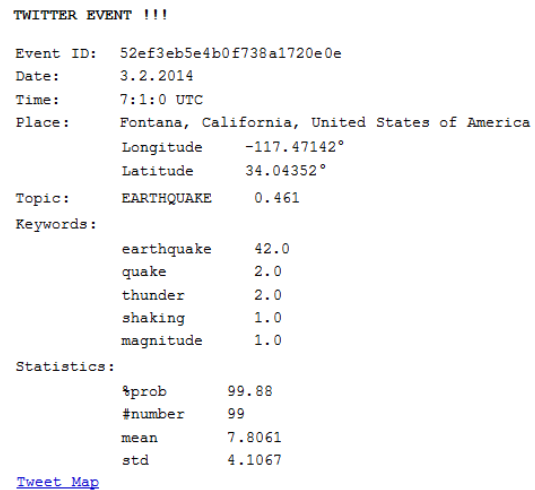 TWITTER EVENT !!!
Event ID: 52ef3eb5e4b0f738a1720e0e
Date: 3.2.2014
Time: 7:1:0 UTC
Place: Fontana, California, United States of America
Longitude -117.47142°
Latitude 34.04352°
Topic: EARTHQUAKE 0.461
Keywords:
earthquake 42.0
quake 2.0
thunder 2.0
shaking 1.0
magnitude 1.0
Statistics:
%prob 99.88
#number 99
mean 7.8061
std 4.1067
Tweet Map